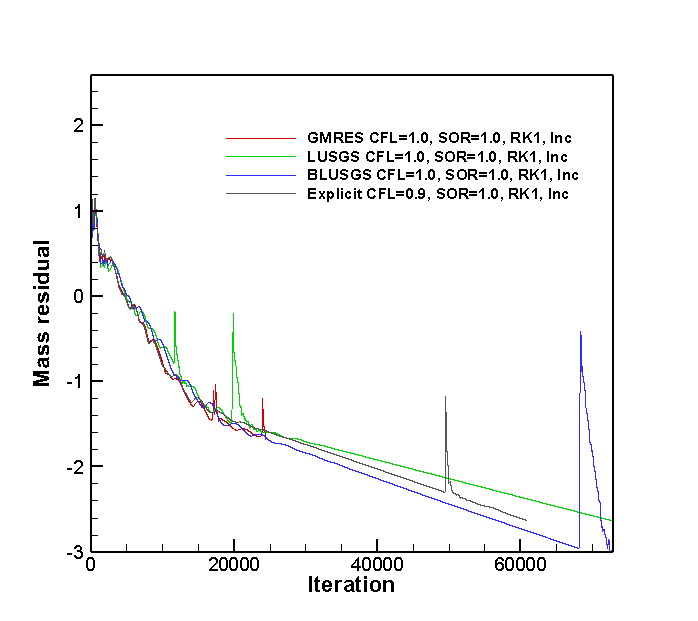 2
GMRES CFL=1.0, SOR=1.0, RK1, Inc
LUSGS CFL=1.0, SOR=1.0, RK1, Inc
BLUSGS CFL=1.0, SOR=1.0, RK1, Inc
Explicit CFL=0.9, SOR=1.0, RK1, Inc
1
0
Mass residual
-1
-2
-3
0 20000 40000 60000
Iteration